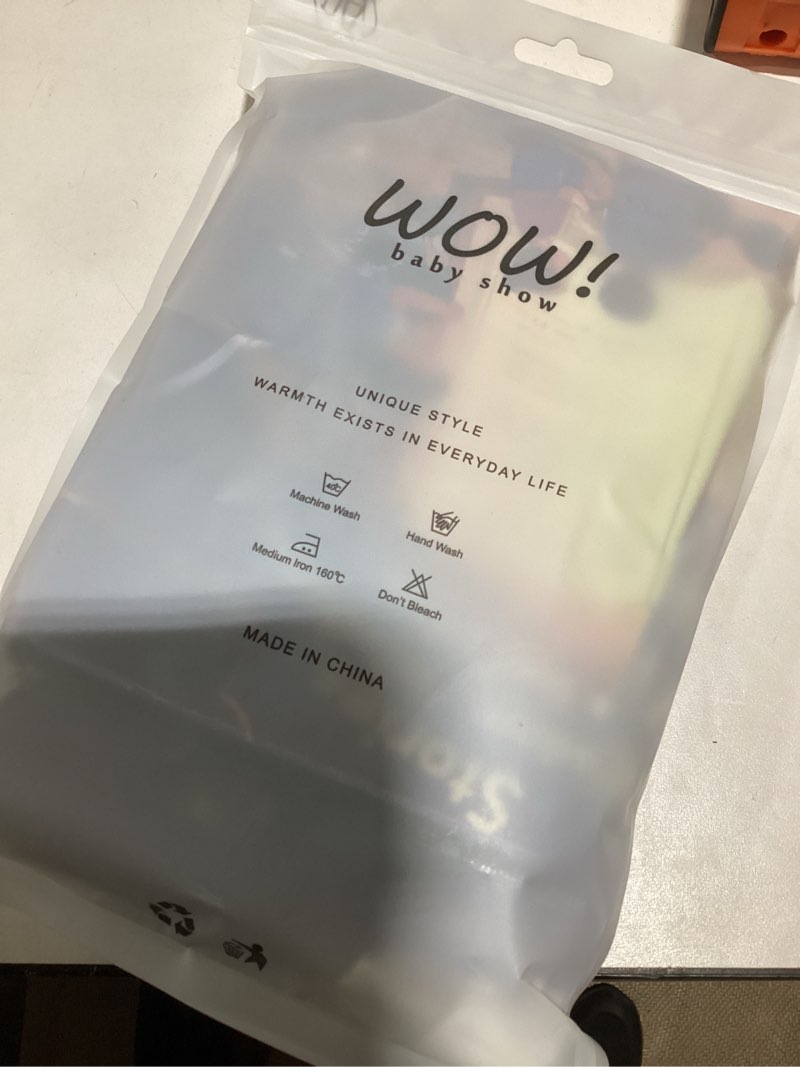 WOW!
baby show
UNIQUE STYLE
WARMTH EXISTS IN EVERYDAY LIFE
40℃
Machine Wash
Hand Wash
Medium Iron 160℃
Don't Bleach
MADE IN CHINA